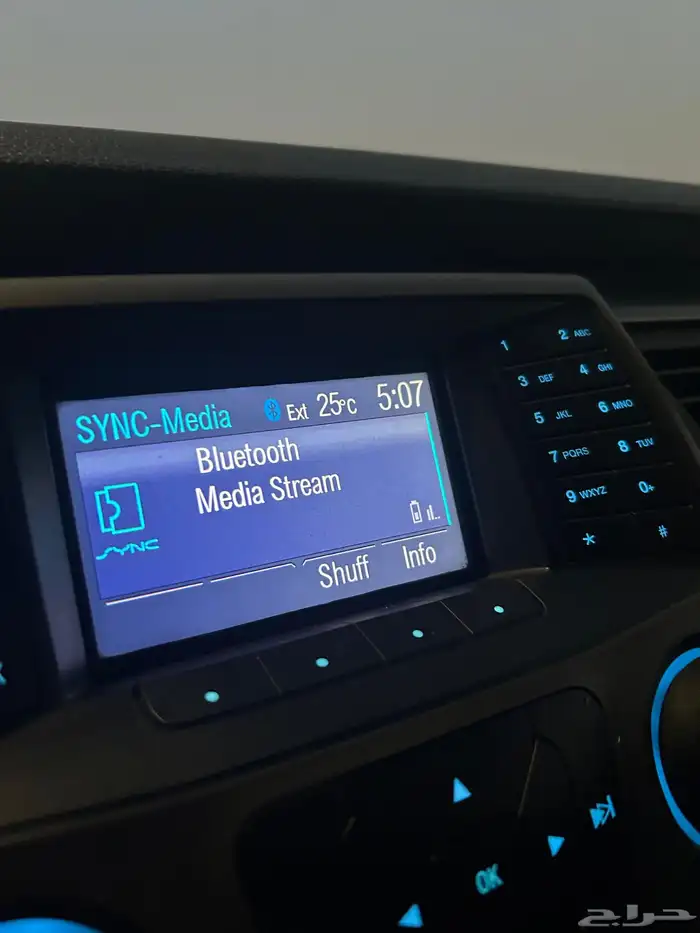 SYNC-Media Ext 25°C 5:07
Bluetooth
Media Stream
SYNC
Shuff Info
1 2 ABC
3 DEF 4 GHI
5 JKL 6 MNO
7 PQRS 8 TUV
9 WXYZ 0+
* #
OK
حراج